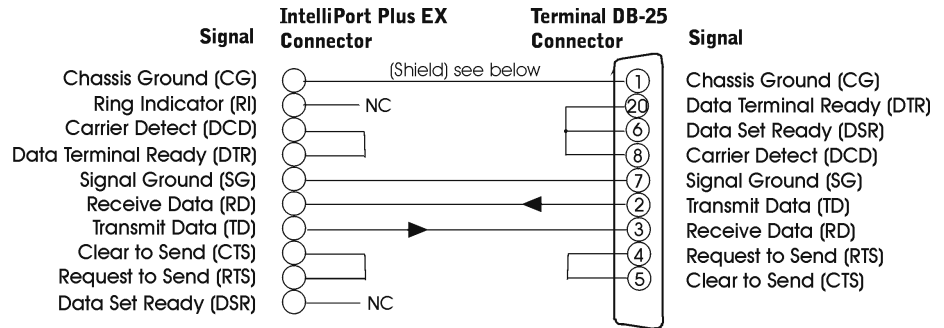 IntelliPort Plus EX Connector
Terminal DB-25 Connector
Signal
Signal
Chassis Ground (CG)
(Shield) see below
1
Chassis Ground (CG)
Ring Indicator (RI)
NC
20
Data Terminal Ready (DTR)
Carrier Detect (DCD)
6
Data Set Ready (DSR)
Data Terminal Ready (DTR)
8
Carrier Detect (DCD)
Signal Ground (SG)
7
Signal Ground (SG)
Receive Data (RD)
2
Transmit Data (TD)
Transmit Data (TD)
3
Receive Data (RD)
Clear to Send (CTS)
4
Request to Send (RTS)
Request to Send (RTS)
5
Clear to Send (CTS)
Data Set Ready (DSR)
NC